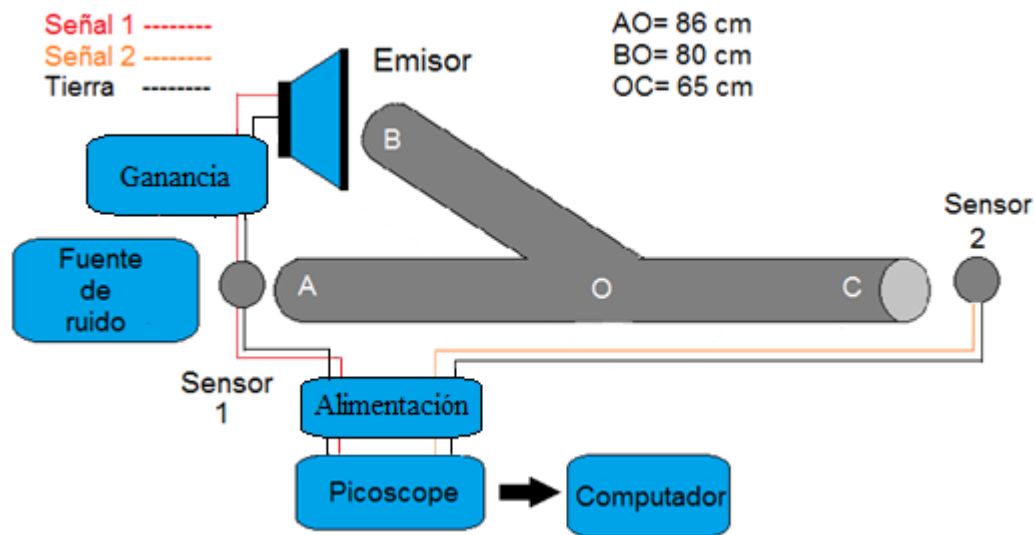 Señal 1 --------
Señal 2 --------
Tierra --------
AO= 86 cm
BO= 80 cm
OC= 65 cm
Emisor
B
Ganancia
Sensor
2
Fuente
de
ruido
A
O
C
Sensor
1
Alimentación
Picoscope
Computador